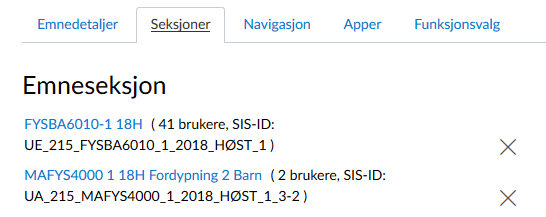 Emnedetaljer Seksjoner Navigasjon Apper Funksjonsvalg
Emneseksjon
FYSBA6010-1 18H ( 41 brukere, SIS-ID:
UE_215_FYSBA6010_1_2018_HØST_1 )
MAFYS4000 1 18H Fordypning 2 Barn ( 2 brukere, SIS-ID:
UA_215_MAFYS4000_1_2018_HØST_1_3-2 )